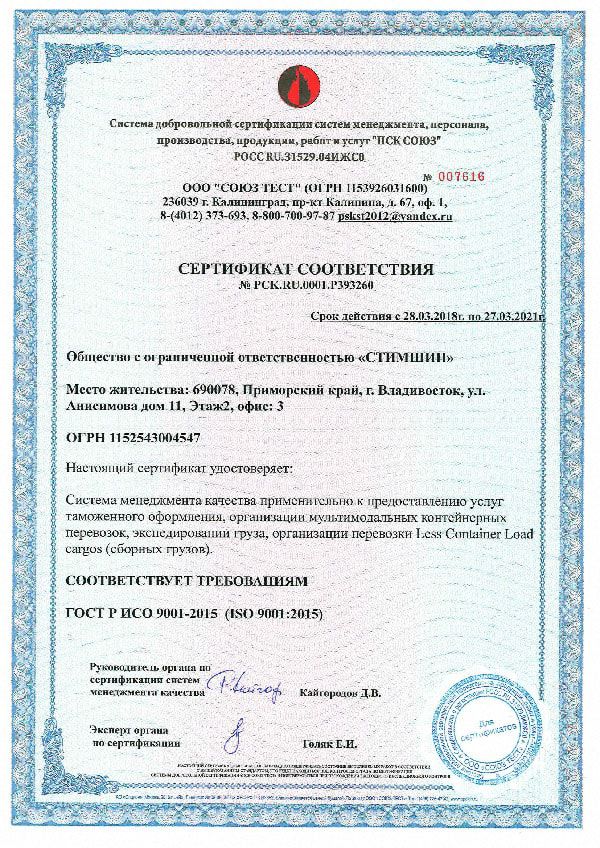 Система добровольной сертификации систем менеджмента, персонала,
производства, продукции, работ и услуг "ПСК СОЮЗ"
РОСС RU.31529.04ИЖС0
№ 007616
ООО "СОЮЗ ТЕСТ" (ОГРН 1153926031600)
236039 г. Калининград, пр-кт Калинина, д. 67, оф. 1,
8-(4012) 373-693, 8-800-700-97-87 pskst2012@yandex.ru
СЕРТИФИКАТ СООТВЕТСТВИЯ
№ РСК.RU.0001.Р393260
Срок действия с 28.03.2018г. по 27.03.2021г.
Общество с ограниченной ответственностью «СТИМШИП»
Место жительства: 690078, Приморский край, г. Владивосток, ул.
Анисимова дом 11, Этаж2, офис: 3
ОГРН 1152543004547
Настоящий сертификат удостоверяет:
Система менеджмента качества применительно к предоставлению услуг
таможенного оформления, организации мультимодальных контейнерных
перевозок, экспедировании груза, организации перевозки Less Container Load
cargos (сборных грузов).
СООТВЕТСТВУЕТ ТРЕБОВАНИЯМ
ГОСТ Р ИСО 9001-2015 (ISO 9001:2015)
Руководитель органа по
сертификации систем
менеджмента качества
Кайгородов Д.В.
Эксперт органа
по сертификации
Голяк Е.И.
Для
сертификатов